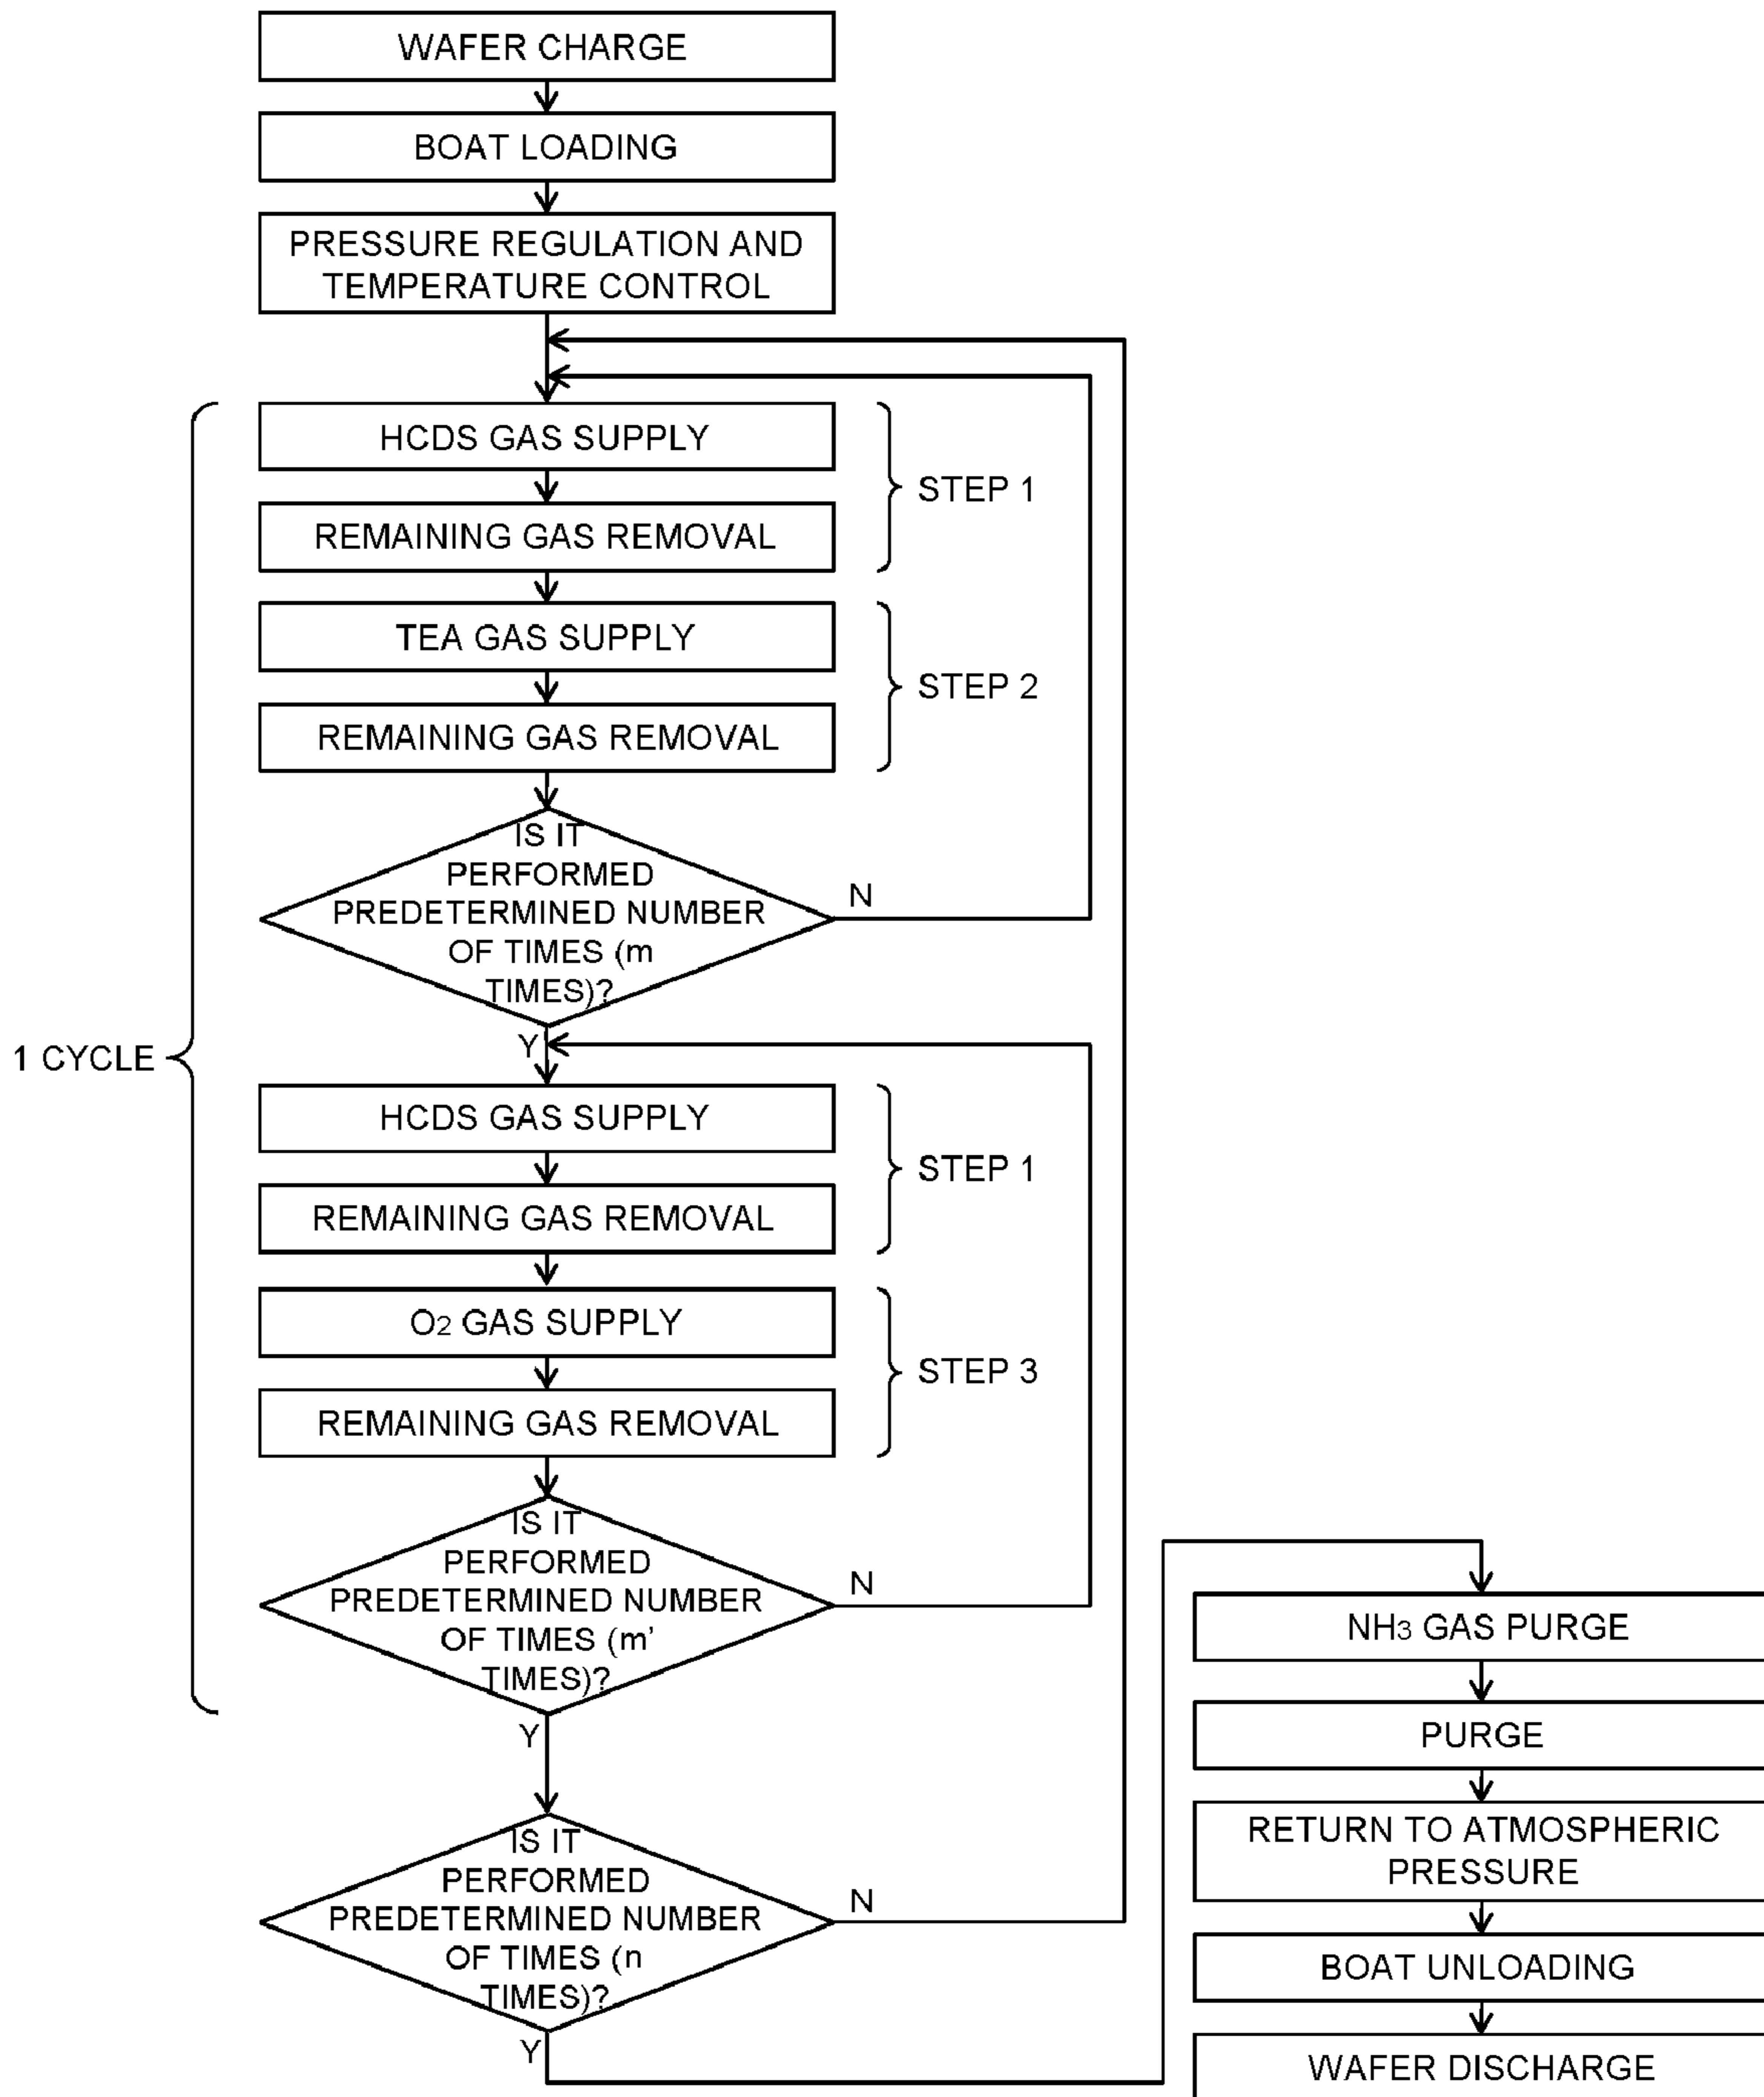 WAFER CHARGE
BOAT LOADING
PRESSURE REGULATION AND
TEMPERATURE CONTROL
HCDS GAS SUPPLY
REMAINING GAS REMOVAL
STEP 1
TEA GAS SUPPLY
REMAINING GAS REMOVAL
STEP 2
IS IT
PERFORMED
PREDETERMINED NUMBER
OF TIMES (m
TIMES)?
N
Y
1 CYCLE
HCDS GAS SUPPLY
REMAINING GAS REMOVAL
STEP 1
O2 GAS SUPPLY
REMAINING GAS REMOVAL
STEP 3
IS IT
PERFORMED
PREDETERMINED NUMBER
OF TIMES (m'
TIMES)?
N
Y
IS IT
PERFORMED
PREDETERMINED NUMBER
OF TIMES (n
TIMES)?
N
Y
NH3 GAS PURGE
PURGE
RETURN TO ATMOSPHERIC
PRESSURE
BOAT UNLOADING
WAFER DISCHARGE